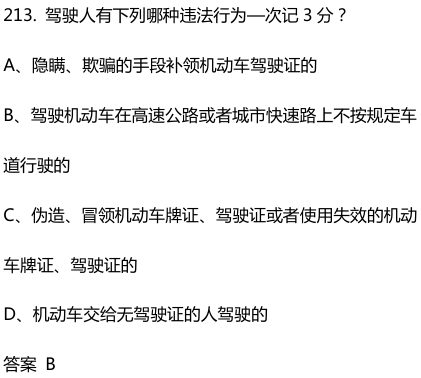 213. 驾驶人有下列哪种违法行为—次记 3 分？
A、隐瞒、欺骗的手段补领机动车驾驶证的
B、驾驶机动车在高速公路或者城市快速路上不按规定车
道行驶的
C、伪造、冒领机动车牌证、驾驶证或者使用失效的机动
车牌证、驾驶证的
D、机动车交给无驾驶证的人驾驶的
答案 B